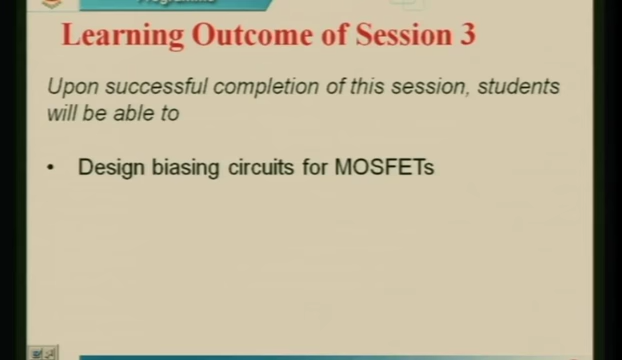 Programme
Learning Outcome of Session 3
Upon successful completion of this session, students
will be able to
• Design biasing circuits for MOSFETs